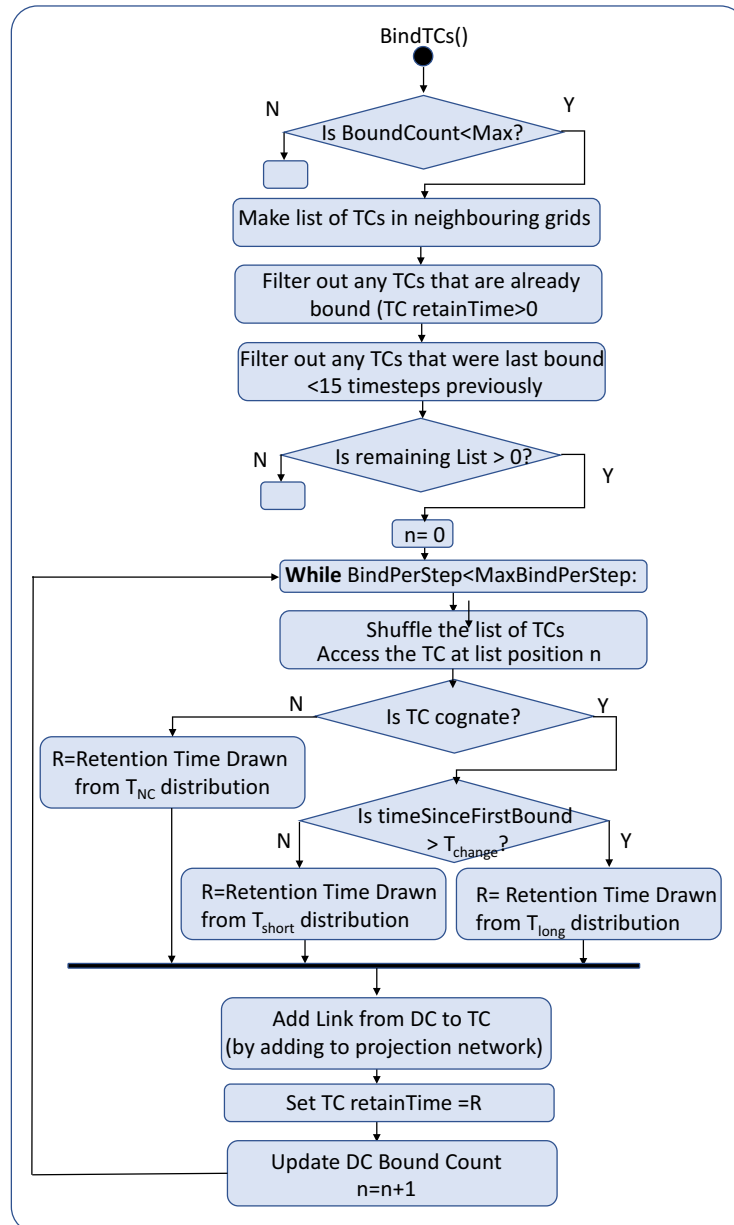 BindTCs()
N
Y
Is BoundCount<Max?
Make list of TCs in neighbouring grids
Filter out any TCs that are already
bound (TC retainTime>0
Filter out any TCs that were last bound
<15 timesteps previously
N
Is remaining List > 0?
Y
n= 0
While BindPerStep<MaxBindPerStep:
Shuffle the list of TCs
Access the TC at list position n
N
Is TC cognate?
Y
R=Retention Time Drawn
from TNC distribution
Is timeSinceFirstBound
> Tchange?
N
Y
R=Retention Time Drawn
from Tshort distribution
R= Retention Time Drawn
from Tlong distribution
Add Link from DC to TC
(by adding to projection network)
Set TC retainTime =R
Update DC Bound Count
n=n+1